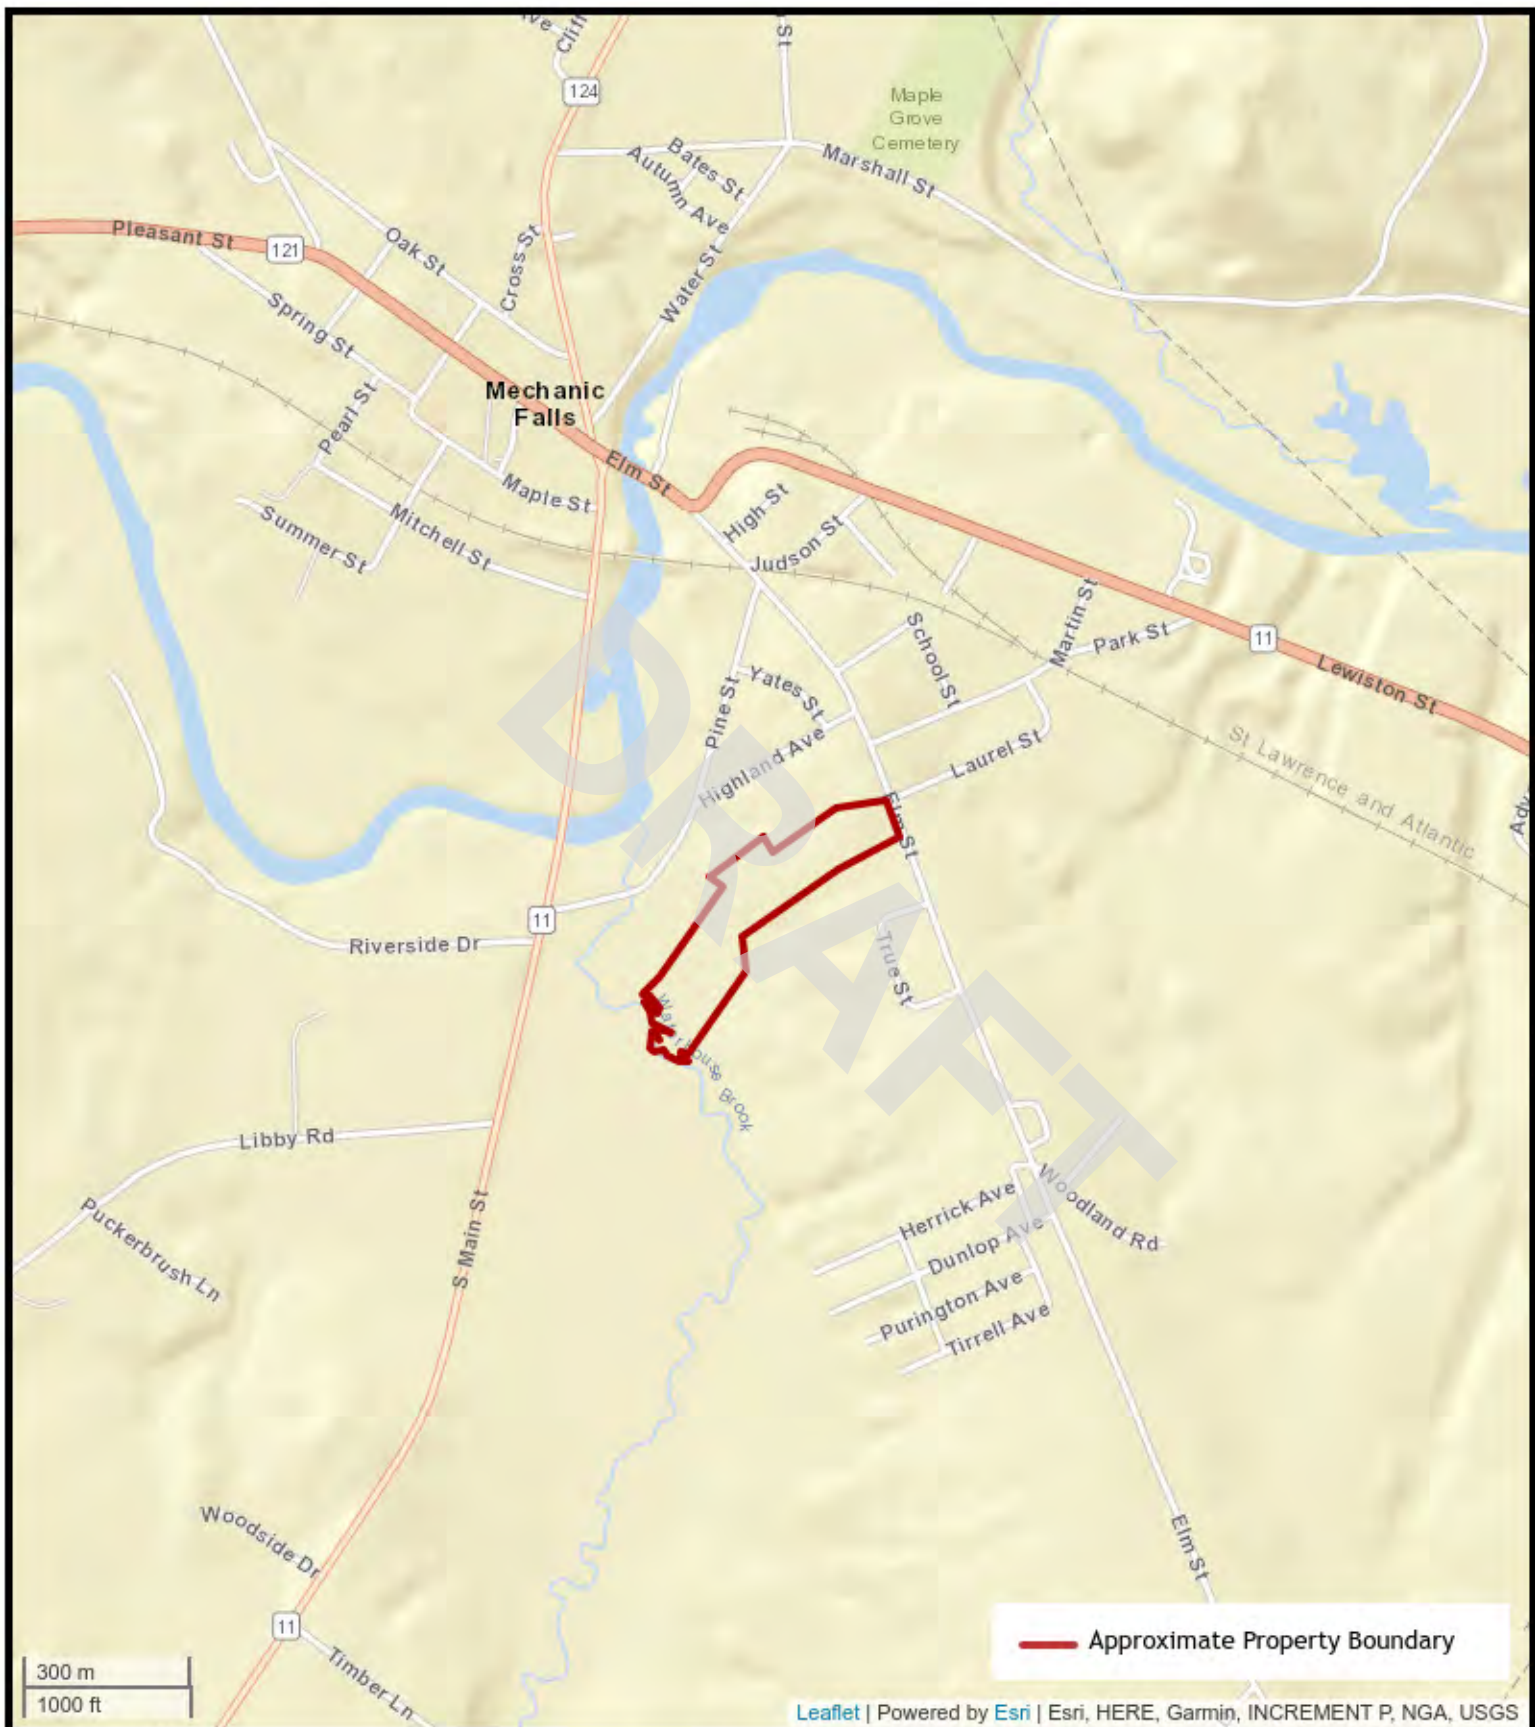 Ave
Cliff
St
124
Maple
Grove
Cemetery
Bates St
Autumn Ave
Marshall St
Pleasant St
121
Oak St
Cross St
Water St
Spring St
Mechanic
Falls
Pearl St
Elm St
Maple St
High St
Summer St
Mitchell St
Judson St
Martin St
School St
Park St
11
Lewiston St
Yates St
Pine St
Highland Ave
Laurel St
St Lawrence and Atlantic
Elm St
11
Riverside Dr
True St
Waterhouse Brook
DRAFT
Libby Rd
Puckerbrush Ln
S Main St
Herrick Ave
Woodland Rd
Dunlop Ave
Purington Ave
Tirrell Ave
Woodside Dr
Elm St
11
Timber Ln
Approximate Property Boundary
300 m
1000 ft
Leaflet | Powered by Esri | Esri, HERE, Garmin, INCREMENT P, NGA, USGS